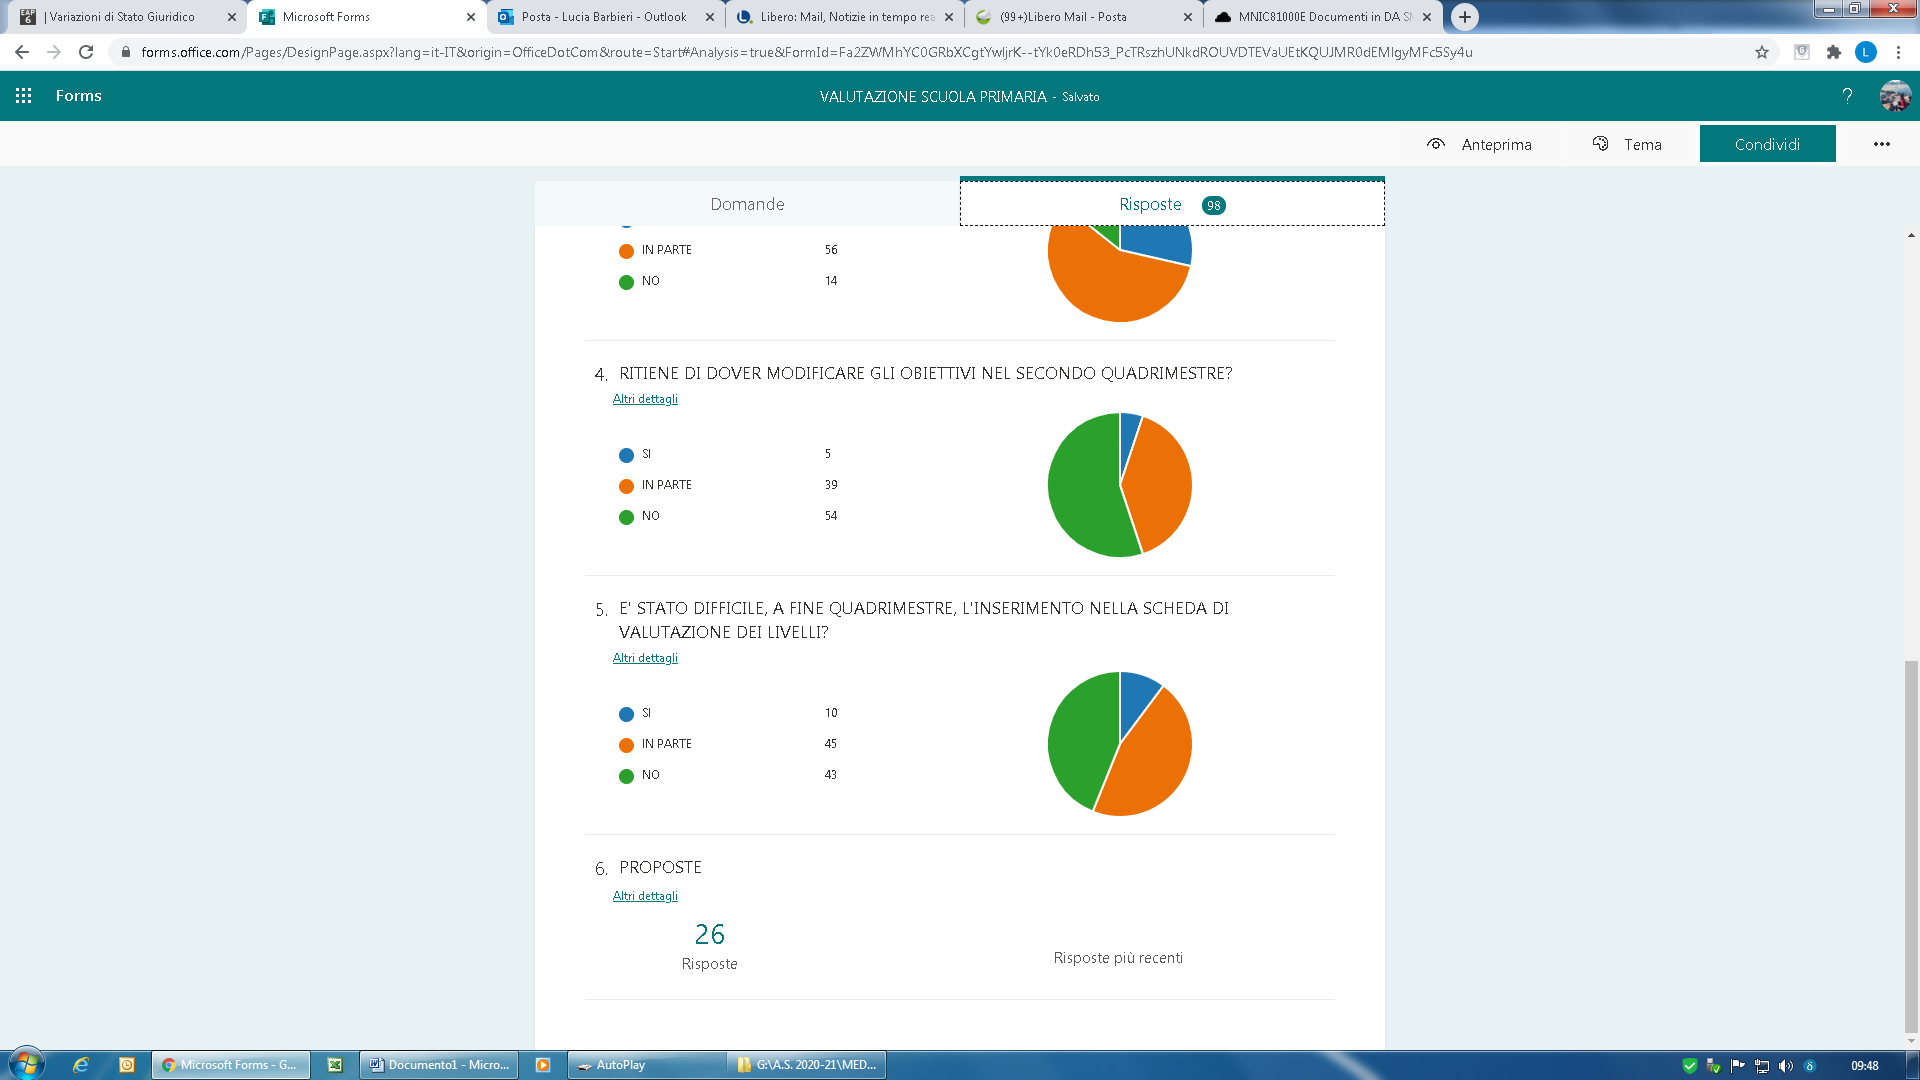 | Variazioni di Stato Giuridico
Microsoft Forms
Posta - Lucia Barbieri - Outlook
Libero: Mail, Notizie in tempo rea
(99+)Libero Mail - Posta
MNIC81000E Documenti in DA
forms.office.com/Pages/DesignPage.aspx?lang=it-IT&origin=OfficeDotCom&route=Start#Analysis=true&FormId=Fa2ZWMhYC0GRbXCgtYwljrK--tYk0eRDh53_PcTRszhUNkdROUVDTEVaUEtKQUJMR0dEMlgyMFc5Sy4u
L
Forms
VALUTAZIONE SCUOLA PRIMARIA - Salvato
?
Anteprima
Tema
Condividi
Domande
Risposte 98
IN PARTE 56
NO 14
4. RITIENE DI DOVER MODIFICARE GLI OBIETTIVI NEL SECONDO QUADRIMESTRE?
Altri dettagli
SI 5
IN PARTE 39
NO 54
5. E' STATO DIFFICILE, A FINE QUADRIMESTRE, L'INSERIMENTO NELLA SCHEDA DI
VALUTAZIONE DEI LIVELLI?
Altri dettagli
SI 10
IN PARTE 45
NO 43
6. PROPOSTE
Altri dettagli
26
Risposte
Risposte più recenti
Microsoft Forms - G...
Documento1 - Micro...
AutoPlay
G:\A.S. 2020-21\MED...
09:48